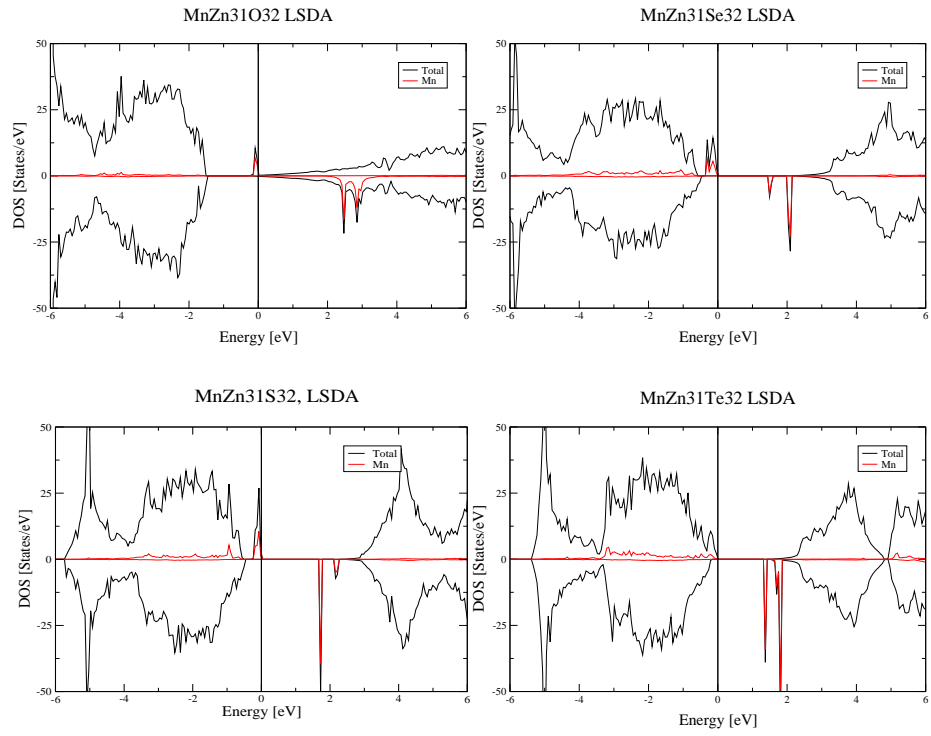 MnZn31O32 LSDA
50
25
0
-25
-50
DOS [States/eV]
-6
-4
-2
0
2
4
6
Energy [eV]
Total
Mn
MnZn31Se32 LSDA
50
25
0
-25
-50
DOS [States/eV]
-6
-4
-2
0
2
4
6
Energy [eV]
Total
Mn
MnZn31S32, LSDA
50
25
0
-25
-50
DOS [States/eV]
-6
-4
-2
0
2
4
6
Energy [eV]
Total
Mn
MnZn31Te32 LSDA
50
25
0
-25
-50
DOS [States/eV]
-6
-4
-2
0
2
4
6
Energy [eV]
Total
Mn